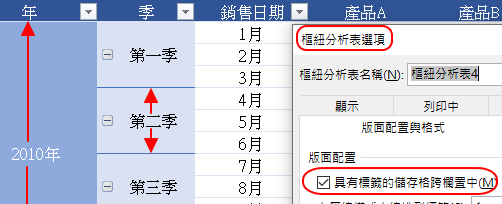 年 季 銷售日期 產品A 產品B
1月
第一季 2月
3月
4月
第二季 5月
2010年 6月
7月
第三季 8月
樞紐分析表選項
樞紐分析表名稱(N): 樞紐分析表4
顯示 列印中
版面配置與格式
版面配置
具有標籤的儲存格跨欄置中(M)